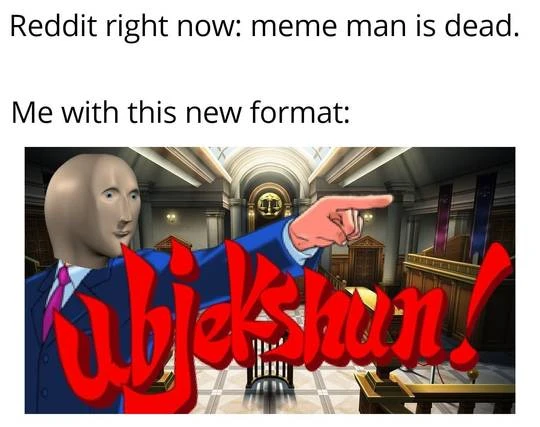 Reddit right now: meme man is dead.
Me with this new format:
ubjekshun!